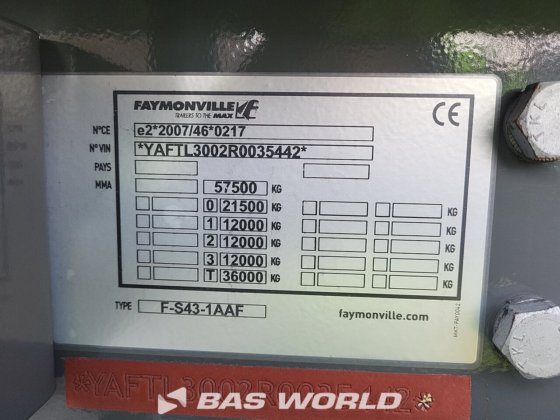 FAYMONVILLE
TRAILERS TO THE MAX
CE
N°CE e2*2007/46*0217
N°VIN *YAFTL3002R0035442*
PAYS
MMA 57500 KG
0 21500 KG KG
1 12000 KG KG
2 12000 KG KG
3 12000 KG KG
T 36000 KG KG
TYPE F-S43-1AAF
faymonville.com
*YAFTL3002R0035442*
BAS WORLD